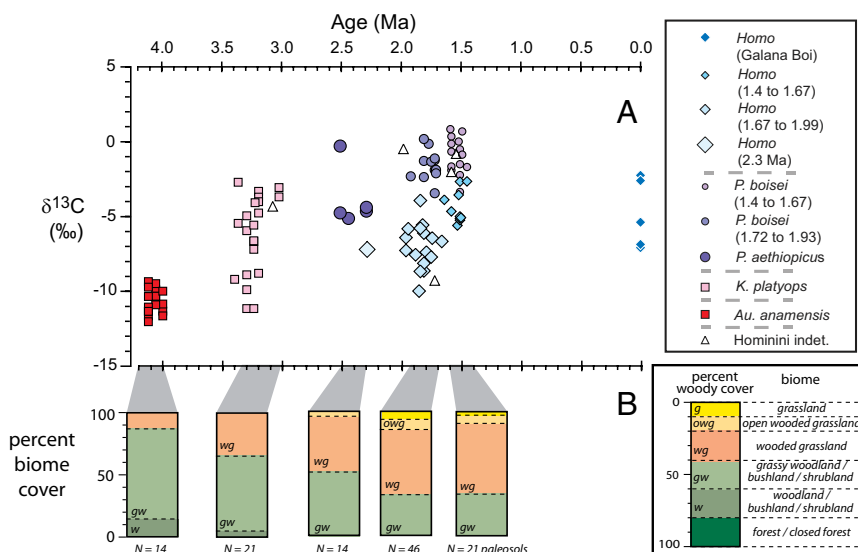 Age (Ma)
4.0 3.5 3.0 2.5 2.0 1.5 1.0 0.5 0.0
A
5
0
-5
-10
-15
δ13C
(‰)
Homo
(Galana Boi)
Homo
(1.4 to 1.67)
Homo
(1.67 to 1.99)
Homo
(2.3 Ma)
P. boisei
(1.4 to 1.67)
P. boisei
(1.72 to 1.93)
P. aethiopicus
K. platyops
Au. anamensis
Hominini indet.
B
percent
biome
cover
100
50
0
gw
w
wg
gw
wg
gw
owg
wg
gw
wg
gw
N = 14 N = 21 N = 14 N = 46 N = 21 paleosols
percent
woody cover
biome
0
50
100
g grassland
owg open wooded grassland
wg wooded grassland
gw grassy woodland /
bushland / shrubland
w woodland /
bushland / shrubland
forest / closed forest